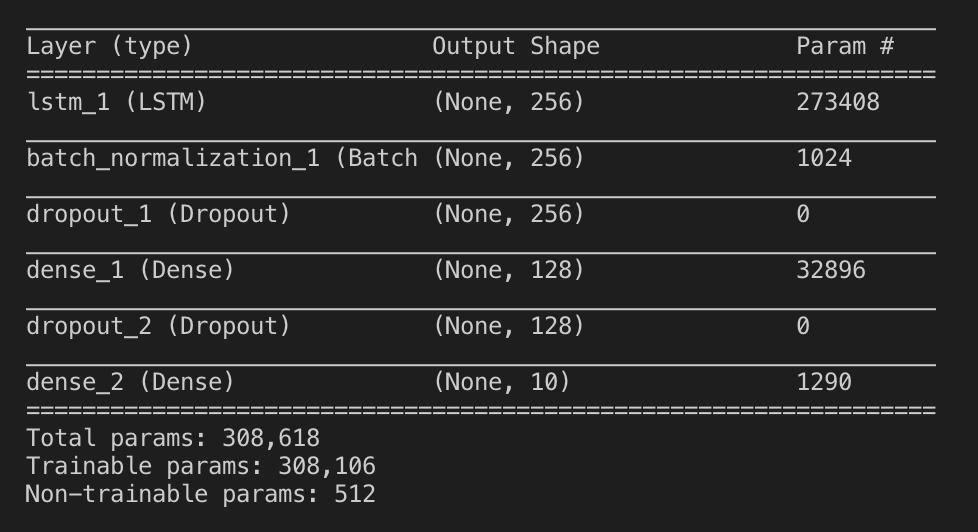 Layer (type) Output Shape Param #
=================================================================
lstm_1 (LSTM) (None, 256) 273408
batch_normalization_1 (Batch (None, 256) 1024
dropout_1 (Dropout) (None, 256) 0
dense_1 (Dense) (None, 128) 32896
dropout_2 (Dropout) (None, 128) 0
dense_2 (Dense) (None, 10) 1290
=================================================================
Total params: 308,618
Trainable params: 308,106
Non-trainable params: 512